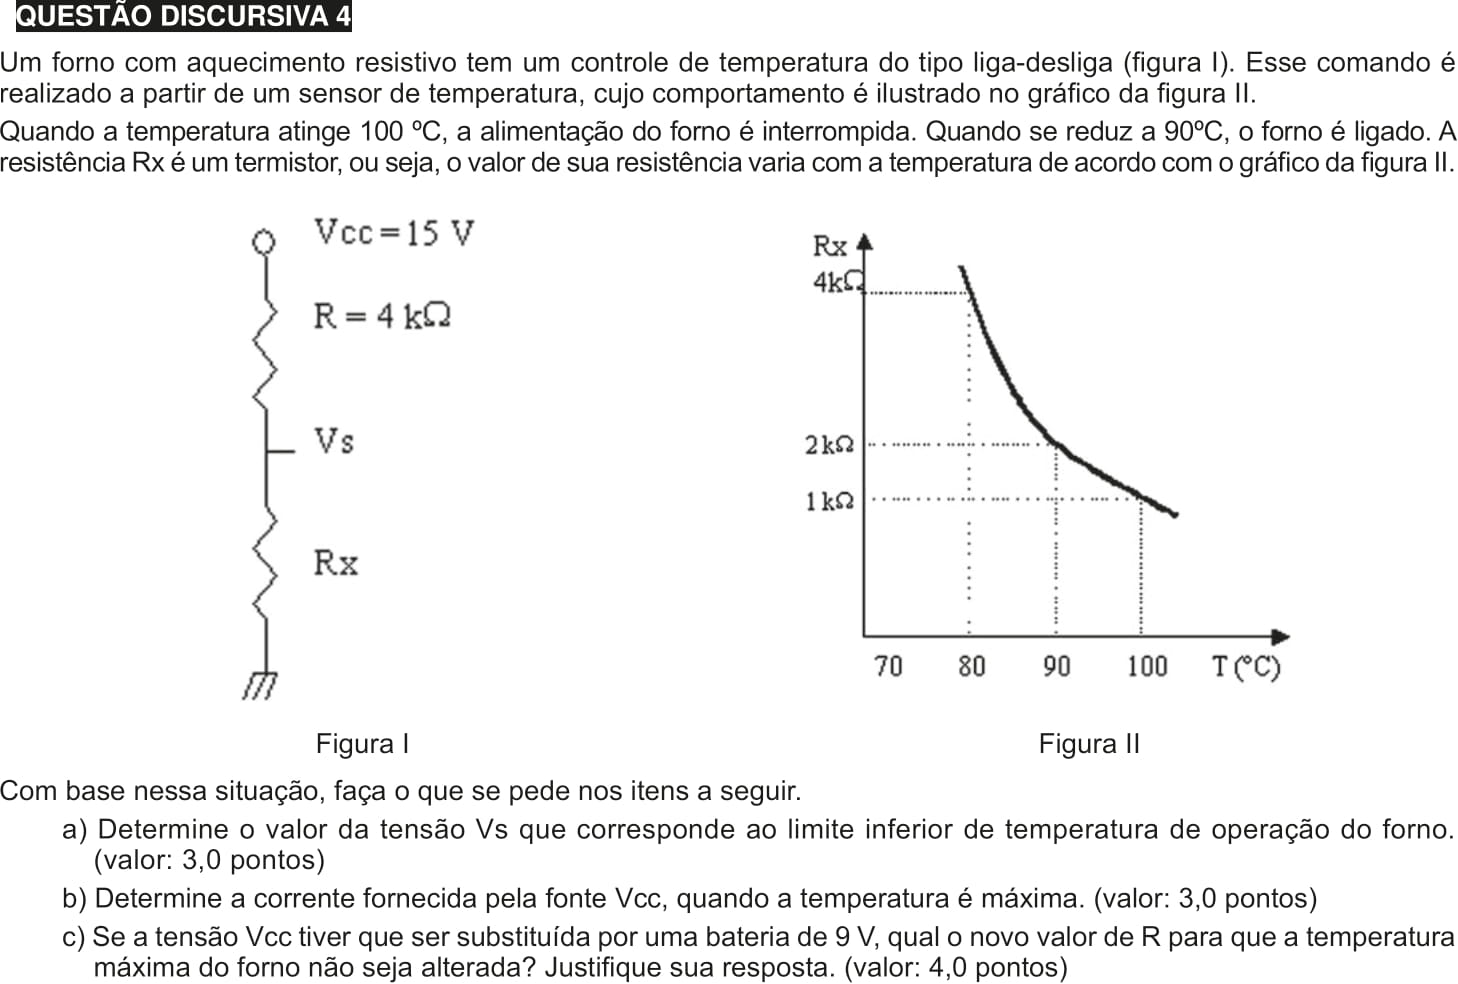 QUESTÃO DISCURSIVA 4
Um forno com aquecimento resistivo tem um controle de temperatura do tipo liga-desliga (figura I). Esse comando é
realizado a partir de um sensor de temperatura, cujo comportamento é ilustrado no gráfico da figura II.
Quando a temperatura atinge 100 ºC, a alimentação do forno é interrompida. Quando se reduz a 90ºC, o forno é ligado. A
resistência Rx é um termistor, ou seja, o valor de sua resistência varia com a temperatura de acordo com o gráfico da figura II.
Vcc=15 V
R = 4 kΩ
Vs
Rx
Figura I
Rx
4kΩ
2kΩ
1kΩ
70 80 90 100 T(°C)
Figura II
Com base nessa situação, faça o que se pede nos itens a seguir.
a) Determine o valor da tensão Vs que corresponde ao limite inferior de temperatura de operação do forno.
(valor: 3,0 pontos)
b) Determine a corrente fornecida pela fonte Vcc, quando a temperatura é máxima. (valor: 3,0 pontos)
c) Se a tensão Vcc tiver que ser substituída por uma bateria de 9 V, qual o novo valor de R para que a temperatura
máxima do forno não seja alterada? Justifique sua resposta. (valor: 4,0 pontos)